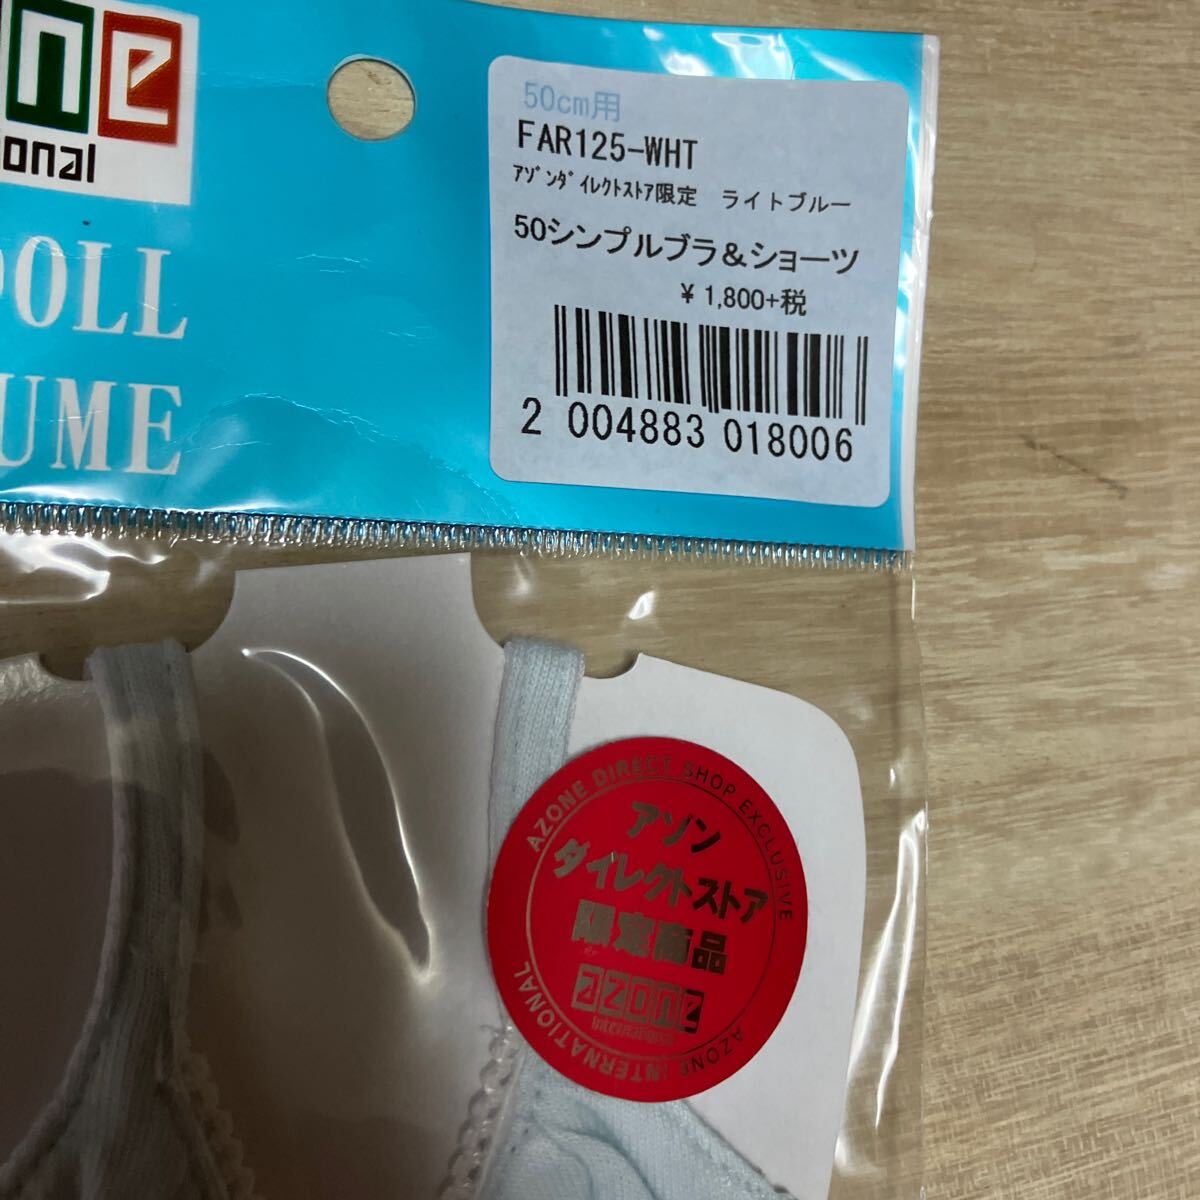 one
ional
DOLL
UME
50cm用
FAR125-WHT
ｱｿﾞﾝﾀﾞｲﾚｸﾄｽﾄｱ限定　ライトブルー
50シンプルブラ＆ショーツ
¥ 1,800+税
2 004883 018006
AZONE DIRECT SHOP EXCLUSIVE
アゾン
ダイレクトストア
限定商品
azone
International
AZONE INTERNATIONAL